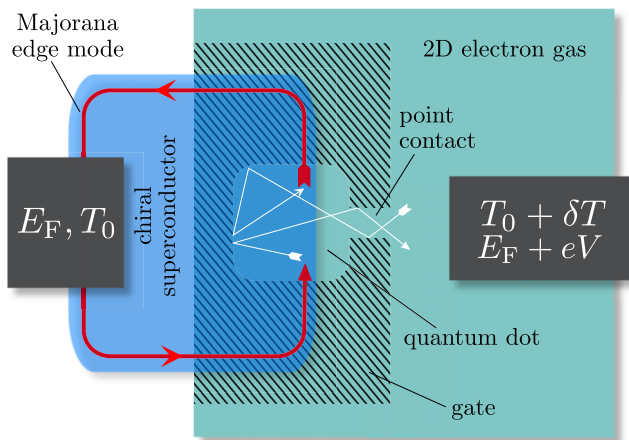 Majorana
edge mode
2D electron gas
point
contact
chiral
superconductor
E_F, T_0
T_0 + δT
E_F + eV
quantum dot
gate